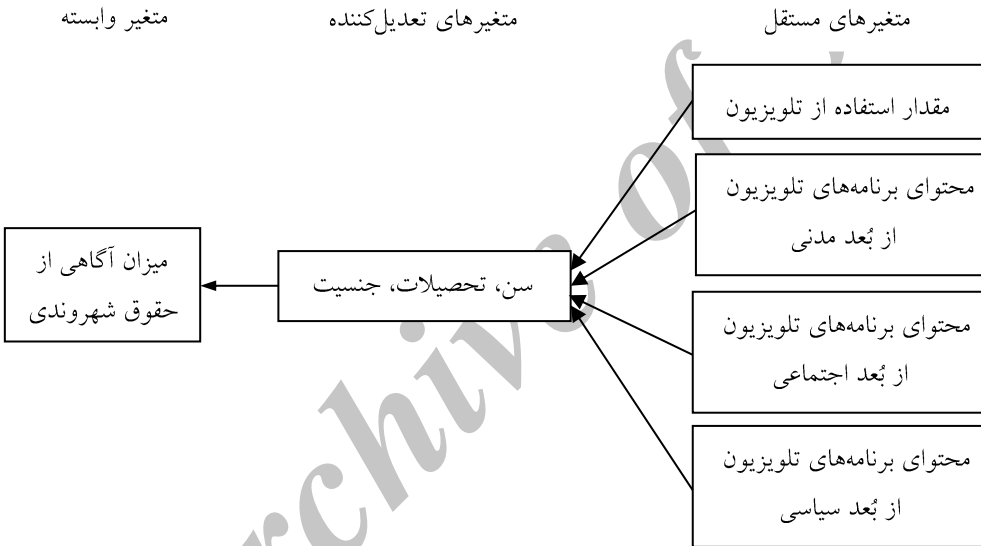 متغیرهای مستقل
متغیرهای تعدیل‌کننده
متغیر وابسته
مقدار استفاده از تلویزیون
محتوای برنامه‌های تلویزیون
از بُعد مدنی
محتوای برنامه‌های تلویزیون
از بُعد اجتماعی
محتوای برنامه‌های تلویزیون
از بُعد سیاسی
سن، تحصیلات، جنسیت
میزان آگاهی از
حقوق شهروندی
rchive of